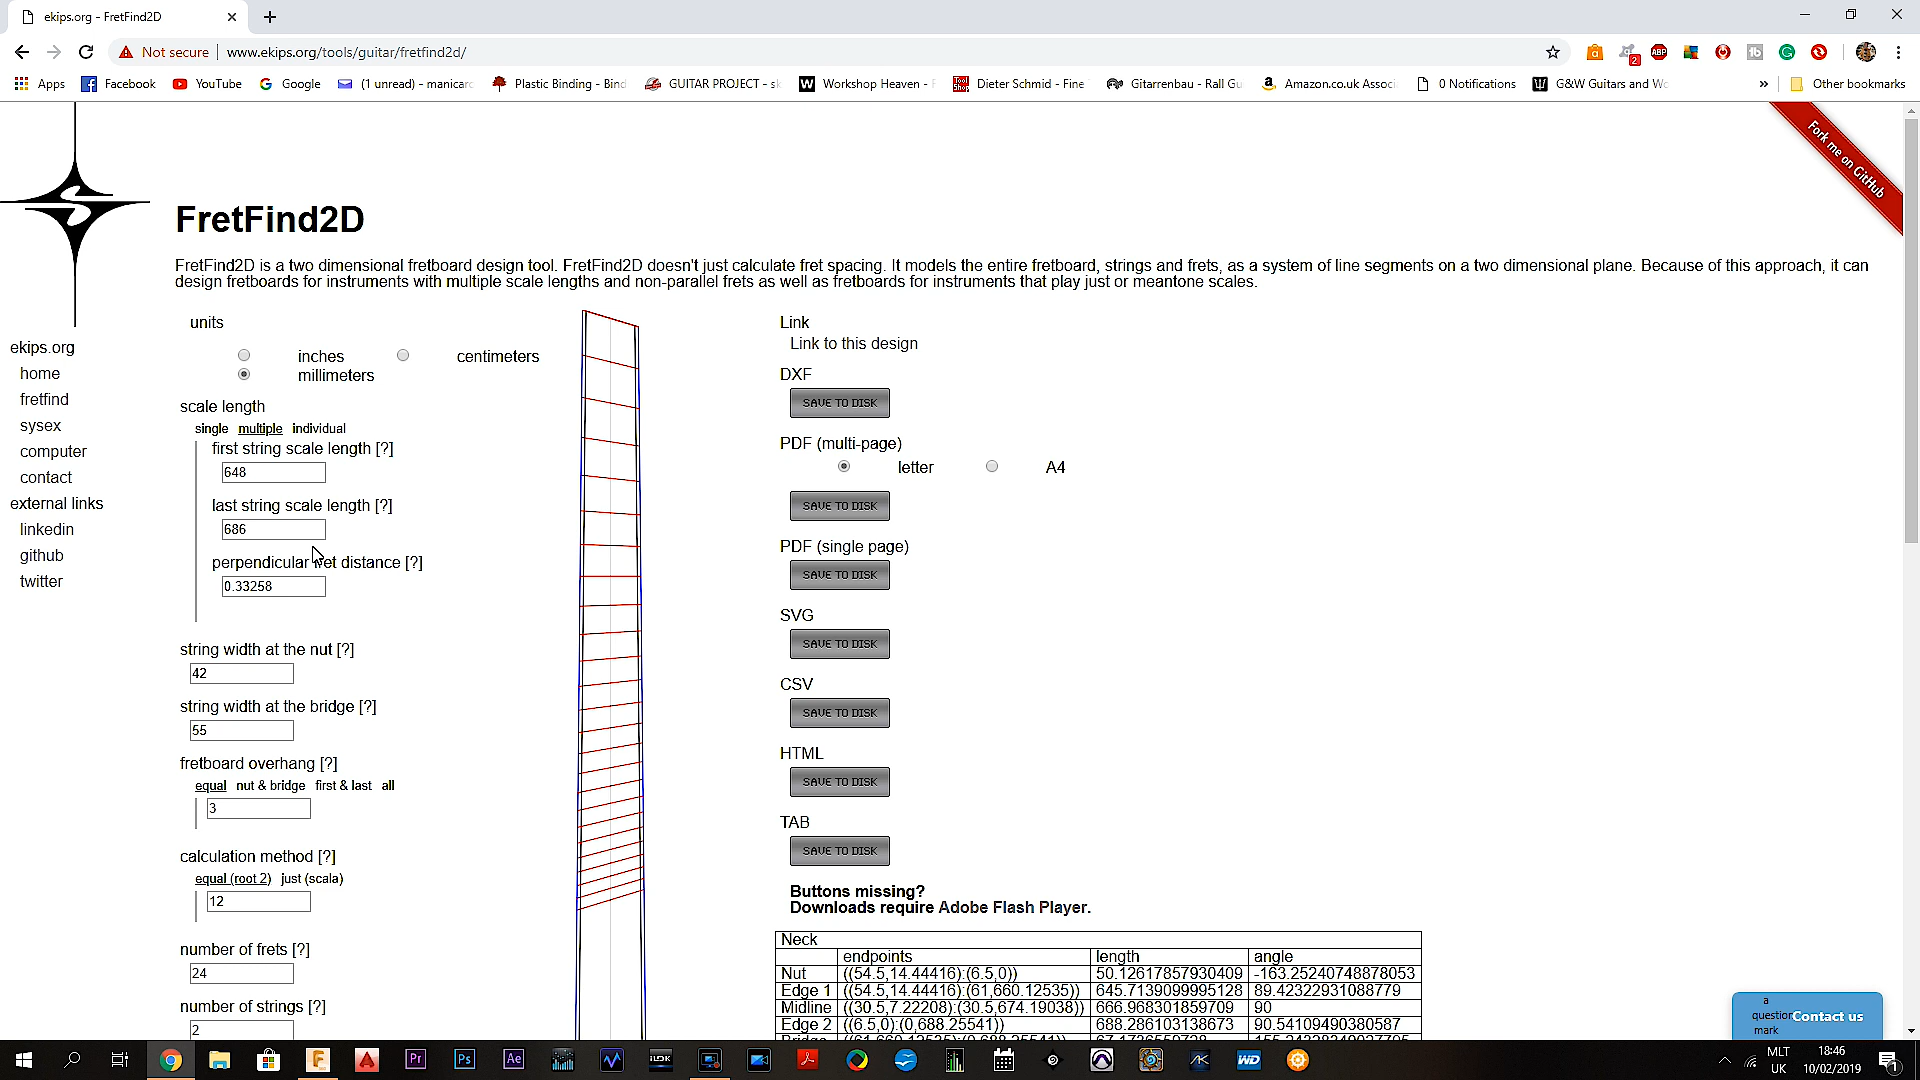 ekips.org - FretFind2D
Not secure
www.ekips.org/tools/guitar/fretfind2d/
2
Apps
Facebook
YouTube
Google
(1 unread) - manicar
Plastic Binding - Bind
GUITAR PROJECT - sk
Workshop Heaven - F
Dieter Schmid - Fine
Gitarrenbau - Rall Gu
Amazon.co.uk Associ
0 Notifications
G&W Guitars and Wo
»
Other bookmarks
Fork me on GitHub
FretFind2D
FretFind2D is a two dimensional fretboard design tool. FretFind2D doesn't just calculate fret spacing. It models the entire fretboard, strings and frets, as a system of line segments on a two dimensional plane. Because of this approach, it can
design fretboards for instruments with multiple scale lengths and non-parallel frets as well as fretboards for instruments that play just or meantone scales.
ekips.org
home
fretfind
sysex
computer
contact
external links
linkedin
github
twitter
units
inches
centimeters
millimeters
scale length
single multiple individual
first string scale length [?]
648
last string scale length [?]
686
perpendicular fret distance [?]
0.33258
string width at the nut [?]
42
string width at the bridge [?]
55
fretboard overhang [?]
equal nut & bridge first & last all
3
calculation method [?]
equal (root 2) just (scala)
12
number of frets [?]
24
number of strings [?]
2
Link
Link to this design
DXF
SAVE TO DISK
PDF (multi-page)
letter
A4
SAVE TO DISK
PDF (single page)
SAVE TO DISK
SVG
SAVE TO DISK
CSV
SAVE TO DISK
HTML
SAVE TO DISK
TAB
SAVE TO DISK
Buttons missing?
Downloads require Adobe Flash Player.
Neck
endpoints length angle
Nut ((54.5,14.44416):(6.5,0)) 50.12617857930409 -163.25240748878053
Edge 1 ((54.5,14.44416):(61,660.12535)) 645.7139099995128 89.42322931088779
Midline ((30.5,7.22208):(30.5,674.19038)) 666.968301859709 90
Edge 2 ((6.5,0):(0,688.25541)) 688.286103138673 90.54109490380587
a
question
mark
Contact us
MLT
UK
18:46
10/02/2019
1